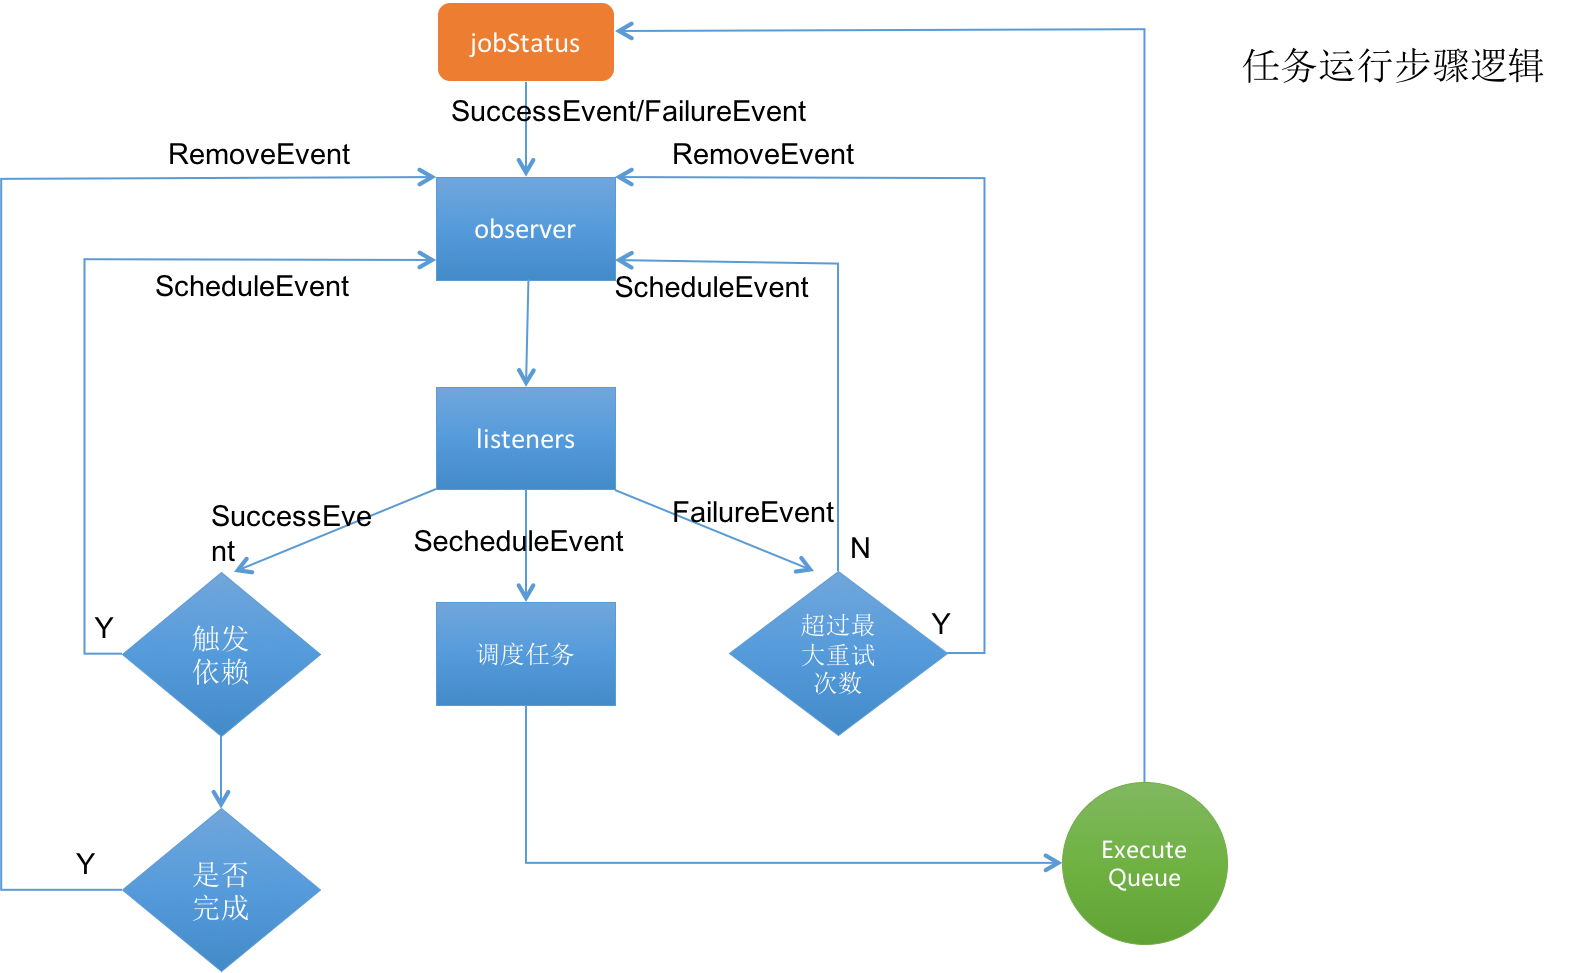 jobStatus
任务运行步骤逻辑
SuccessEvent/FailureEvent
RemoveEvent
RemoveEvent
observer
ScheduleEvent
ScheduleEvent
listeners
SuccessEve
nt
SecheduleEvent
FailureEvent
N
Y
触发
依赖
调度任务
超过最
大重试
次数
Y
Y
是否
完成
Execute
Queue